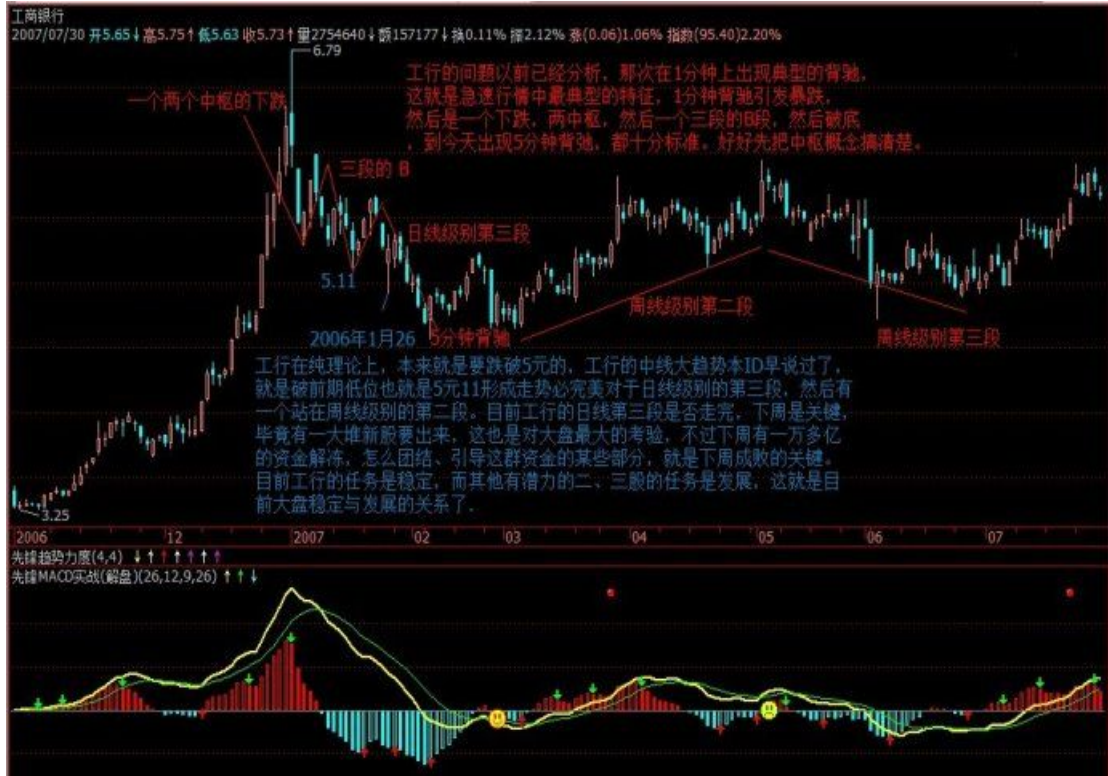 工商银行
2007/07/30 开5.65↓高5.75↑低5.63 收5.73↑量2754640↓额157177↓换0.11% 振2.12% 涨(0.06)1.06% 指数(95.40)2.20%
6.79
工行的问题以前已经分析，那次在1分钟上出现典型的背驰，
这就是急速行情中最典型的特征，1分钟背驰引发暴跌，
然后是一个下跌，两中枢，然后一个三段的B段，然后破底
，到今天出现5分钟背弛，都十分标准。好好先把中枢概念搞清楚。
一个两个中枢的下跌
三段的 B
日线级别第三段
5.11
周线级别第二段
2006年1月26
5分钟背驰
周线级别第三段
工行在纯理论上，本来就是要跌破5元的，工行的中线大趋势本ID早说过了，
就是破前期低位也就是5元11形成走势必完美对于日线级别的第三段，然后有
一个站在周线级别的第二段。目前工行的日线第三段是否走完，下周是关键，
毕竟有一大堆新股要出来，这也是对大盘最大的考验，不过下周有一万多亿
的资金解冻，怎么团结、引导这群资金的某些部分，就是下周成败的关键。
目前工行的任务是稳定，而其他有潜力的二、三股的任务是发展，这就是目
前大盘稳定与发展的关系了.
3.25
2006 12 2007 02 03 04 05 06 07
先锋趋势力度(4,4) ↓↑↑↑↑↑↑
先锋MACD实战(解盘)(26,12,9,26) ↑↑↓